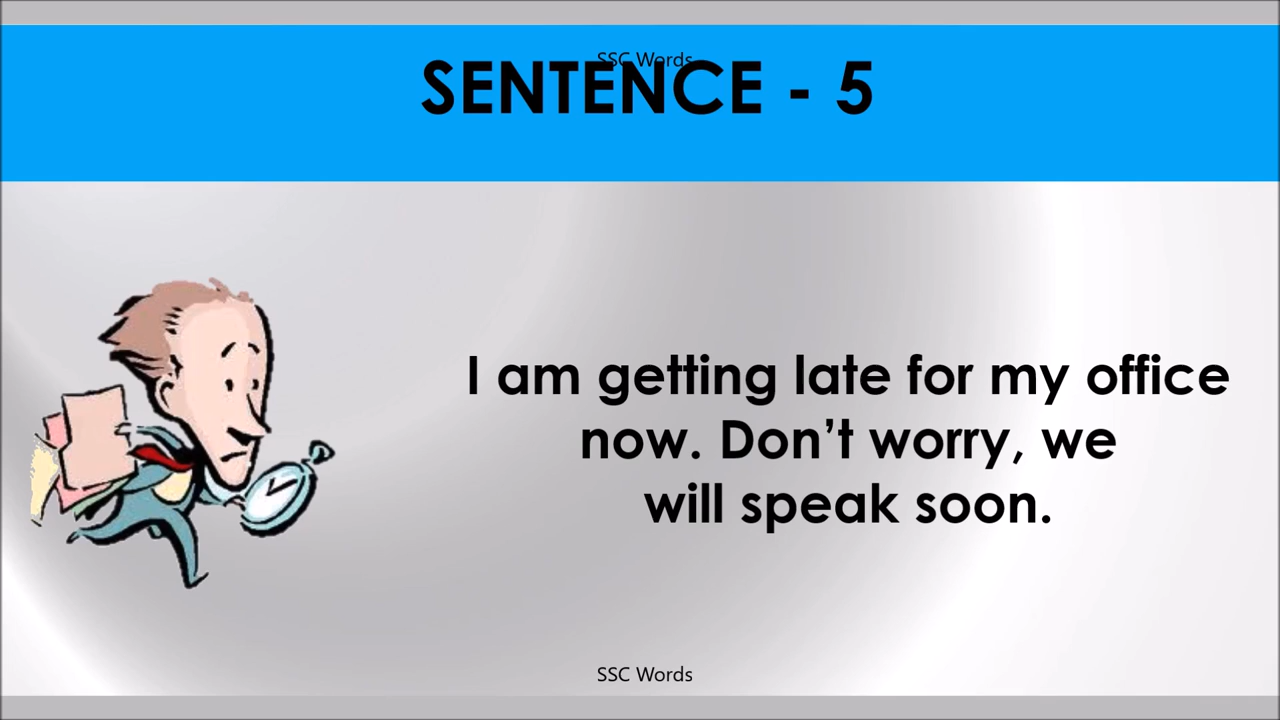 SSC Words
SENTENCE - 5
I am getting late for my office
now. Don’t worry, we
will speak soon.
SSC Words